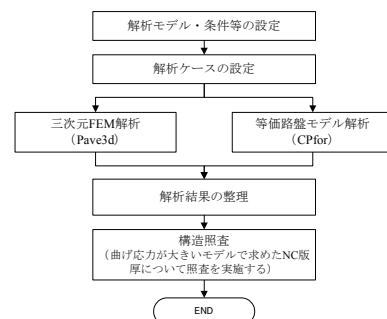 解析モデル・条件等の設定
解析ケースの設定
三次元FEM解析
（Pave3d）
等価路盤モデル解析
（CPfor）
解析結果の整理
構造照査
（曲げ応力が大きいモデルで求めたNC版
厚について照査を実施する）
END